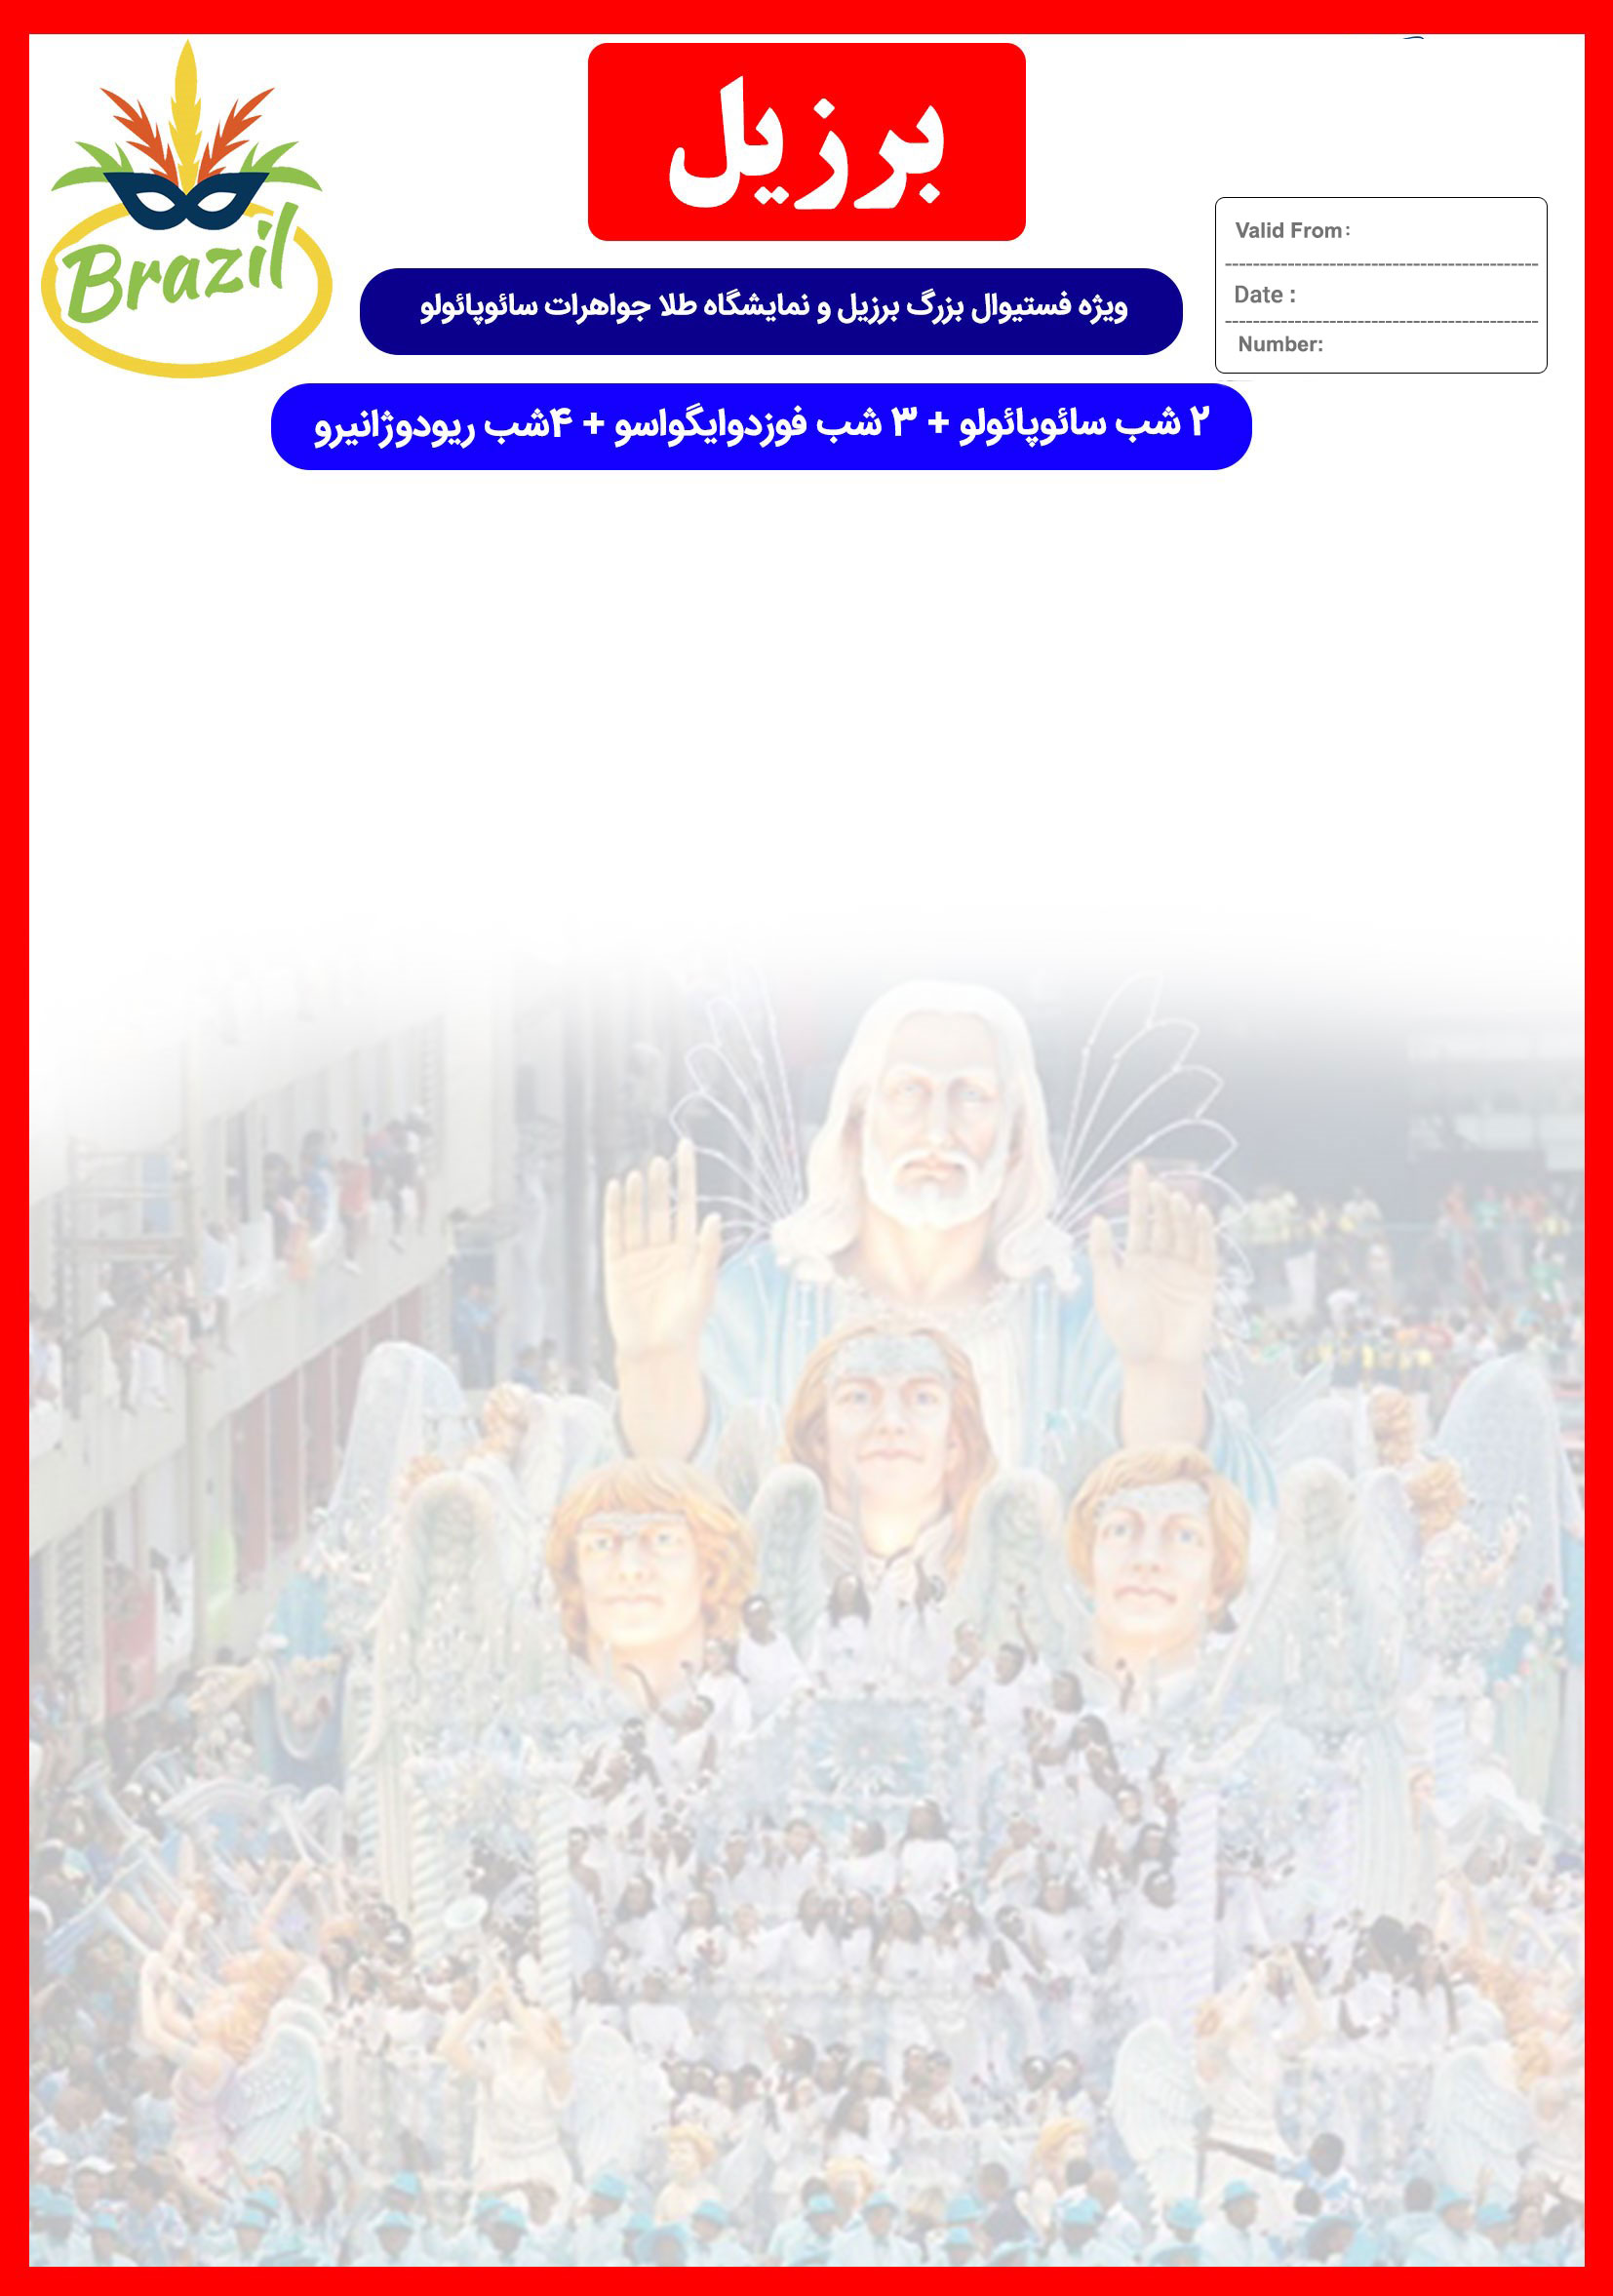 برزیل
Brazil
Valid From:
Date :
Number:
ویژه فستیوال بزرگ برزیل و نمایشگاه طلا جواهرات سائوپائولو
۲ شب سائوپائولو + ۳ شب فوزدوایگواسو + ۴شب ریودوژانیرو